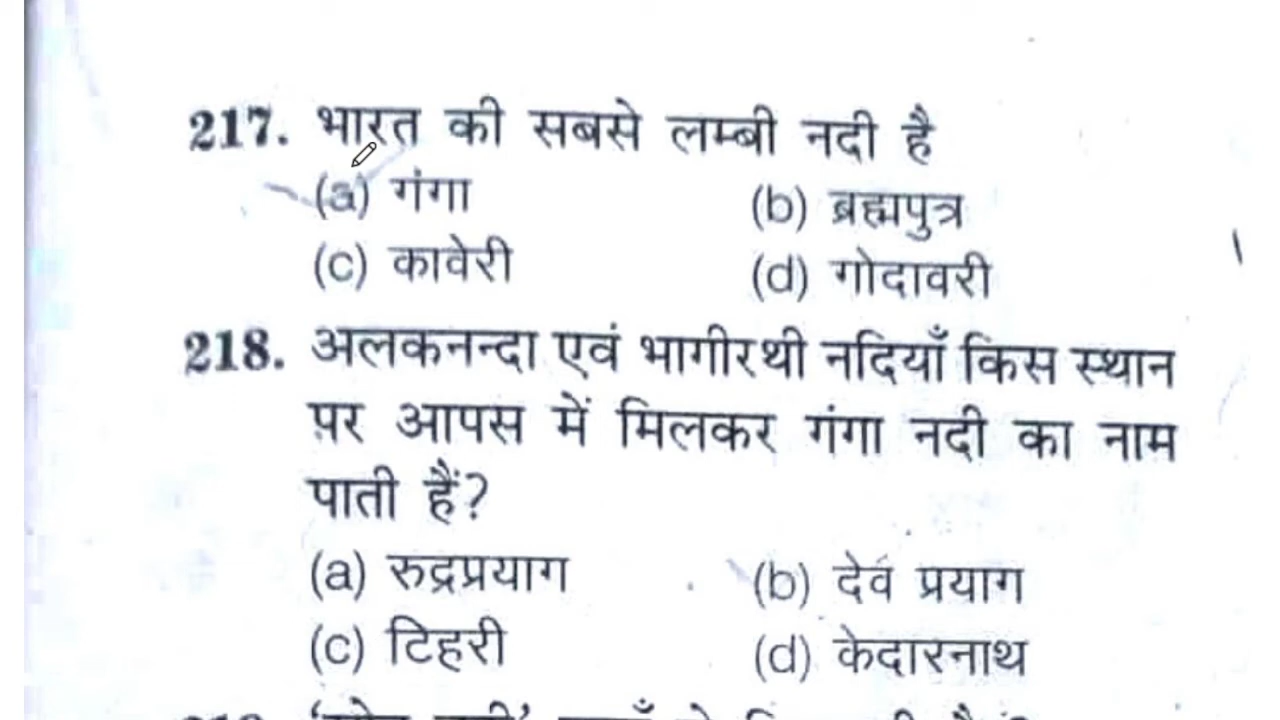 217. भारत की सबसे लम्बी नदी है
(a) गंगा (b) ब्रह्मपुत्र
(c) कावेरी (d) गोदावरी
218. अलकनन्दा एवं भागीरथी नदियाँ किस स्थान
पर आपस में मिलकर गंगा नदी का नाम
पाती हैं?
(a) रुद्रप्रयाग (b) देव प्रयाग
(c) टिहरी (d) केदारनाथ